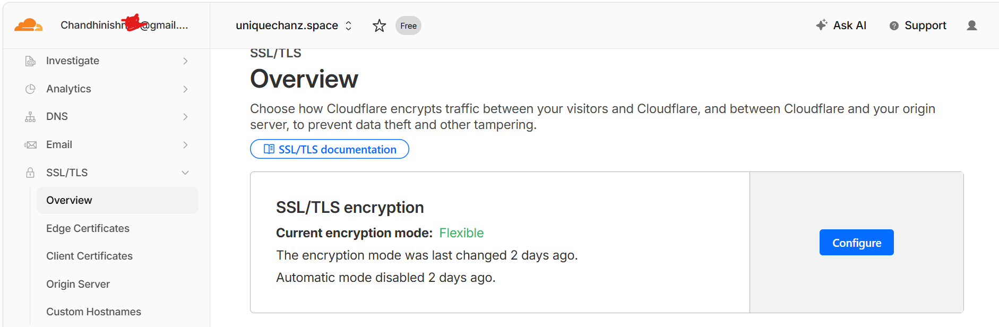 Chandhinishr @gmail....
uniquechanz.space
Free
Ask AI
Support
Investigate
Analytics
DNS
Email
SSL/TLS
Overview
Edge Certificates
Client Certificates
Origin Server
Custom Hostnames
SSL/TLS
Overview
Choose how Cloudflare encrypts traffic between your visitors and Cloudflare, and between Cloudflare and your origin
server, to prevent data theft and other tampering.
SSL/TLS documentation
SSL/TLS encryption
Current encryption mode: Flexible
The encryption mode was last changed 2 days ago.
Automatic mode disabled 2 days ago.
Configure